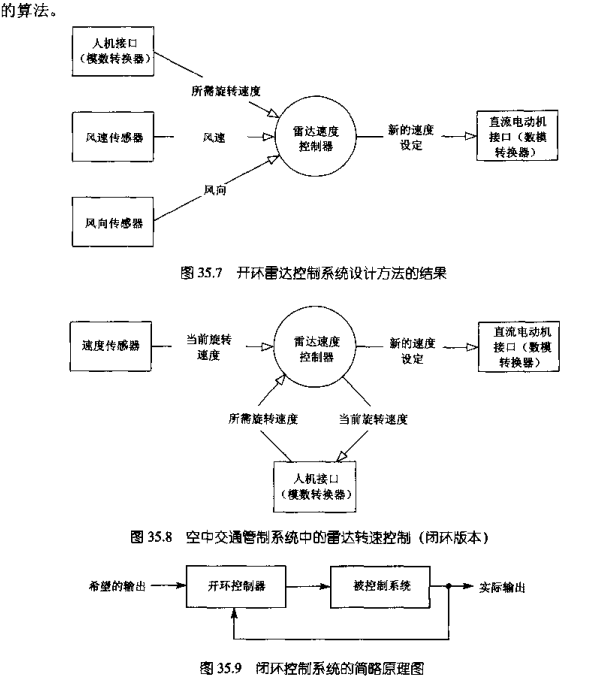 的算法。
人机接口
（模数转换器）
所需旋转速度
风速传感器
风速
雷达速度
控制器
新的速度
设定
直流电动机
接口（数模
转换器）
风向
风向传感器
图 35.7 开环雷达控制系统设计方法的结果
速度传感器
当前旋转
速度
雷达速度
控制器
新的速度
设定
直流电动机
接口（数模
转换器）
所需旋转速度
当前旋转速度
人机接口
（模数转换器）
图 35.8 空中交通管制系统中的雷达转速控制（闭环版本）
希望的输出
开环控制器
被控制系统
实际输出
图 35.9 闭环控制系统的简略原理图